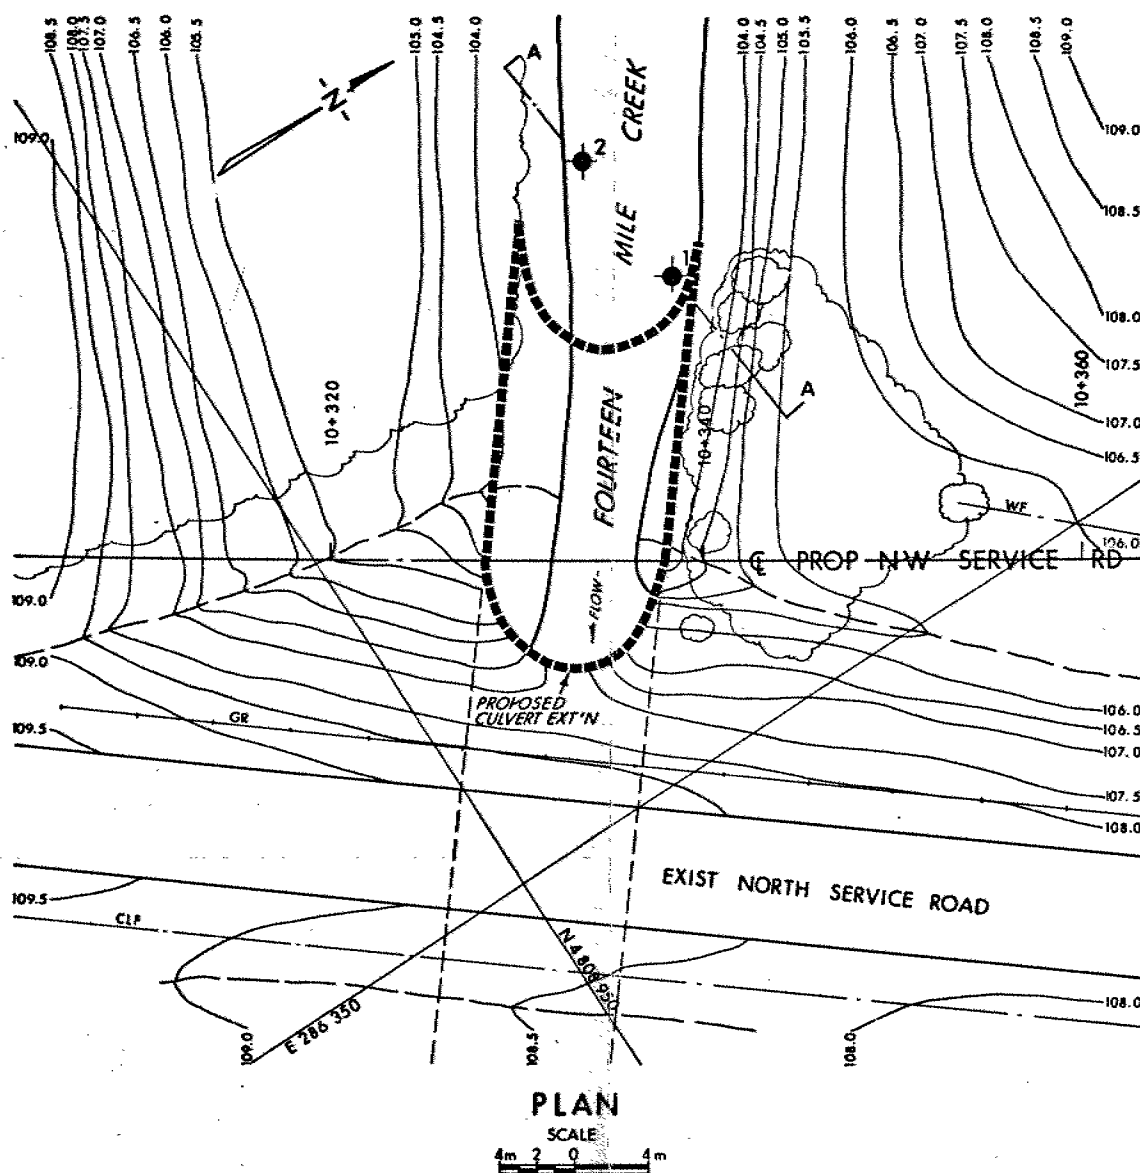 108.5 108.0 107.5 107.0 106.5 106.0 105.5 105.0 104.5 104.0 104.0 104.5 105.0 105.5 106.0 106.5 107.0 107.5 108.0 108.5 109.0
A
N
CREEK
109.0
109.0
2
108.5
MILE
1
108.0
107.5
10+360
A
10+320
10+340
107.0
106.5
FOURTEEN
WF
106.0
℄ PROP NW SERVICE RD
109.0
FLOW
109.0
PROPOSED
CULVERT EXT'N
106.0
GR
106.5
109.5
107.0
107.5
108.0
EXIST NORTH SERVICE ROAD
109.5
CLF
N 4 808 950
108.0
E 286 350
109.0
108.5
108.0
PLAN
SCALE
4m 2 0 4m